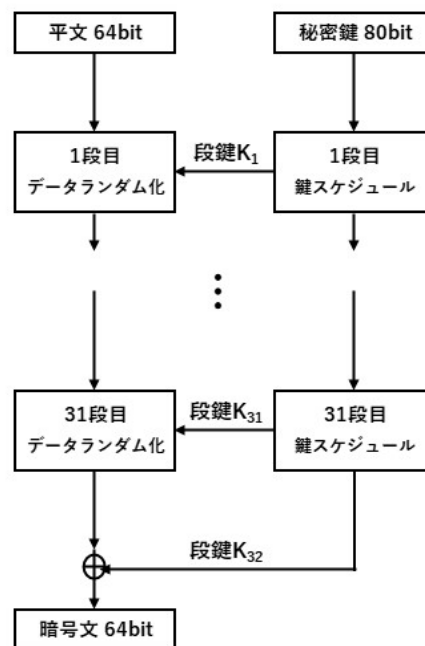 平文 64bit
秘密鍵 80bit
1段目
データランダム化
段鍵K₁
1段目
鍵スケジュール
31段目
データランダム化
段鍵K₃₁
31段目
鍵スケジュール
段鍵K₃₂
暗号文 64bit